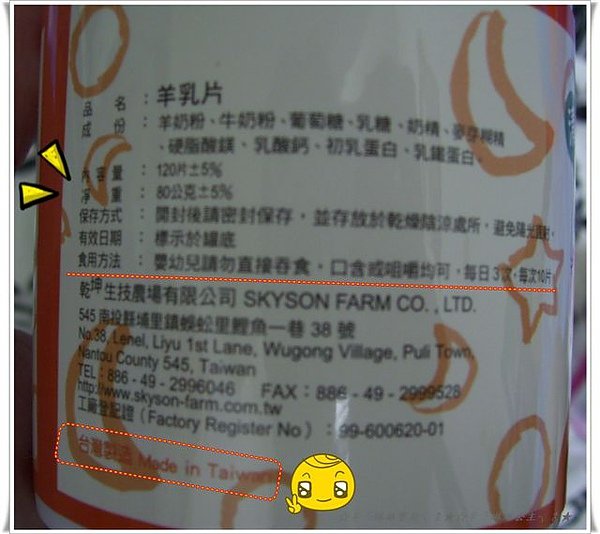 品 名 : 羊乳片
成 份 : 羊奶粉、牛奶粉、葡萄糖、乳糖、奶精、麥芽糊精
、硬脂酸鎂、乳酸鈣、初乳蛋白、乳鐵蛋白。
內容量 : 120片±5%
淨 重 : 80公克±5%
保存方式 : 開封後請密封保存，並存放於乾燥陰涼處所，避免陽光直射。
有效日期 : 標示於罐底
食用方法 : 嬰幼兒請勿直接吞食，口含或咀嚼均可，每日3次，每次10片
乾坤生技農場有限公司 SKYSON FARM CO., LTD.
545 南投縣埔里鎮蜈蚣里鯉魚一巷 38 號
No.38, Lenel, Liyu 1st Lane, Wugong Village, Puli Town,
Nantou County 545, Taiwan
TEL : 886 - 49 - 2996046 FAX : 886 - 49 - 2999528
http://www.skyson-farm.com.tw
工廠登記證（Factory Register No）: 99-600620-01
台灣製造 Made in Taiwan